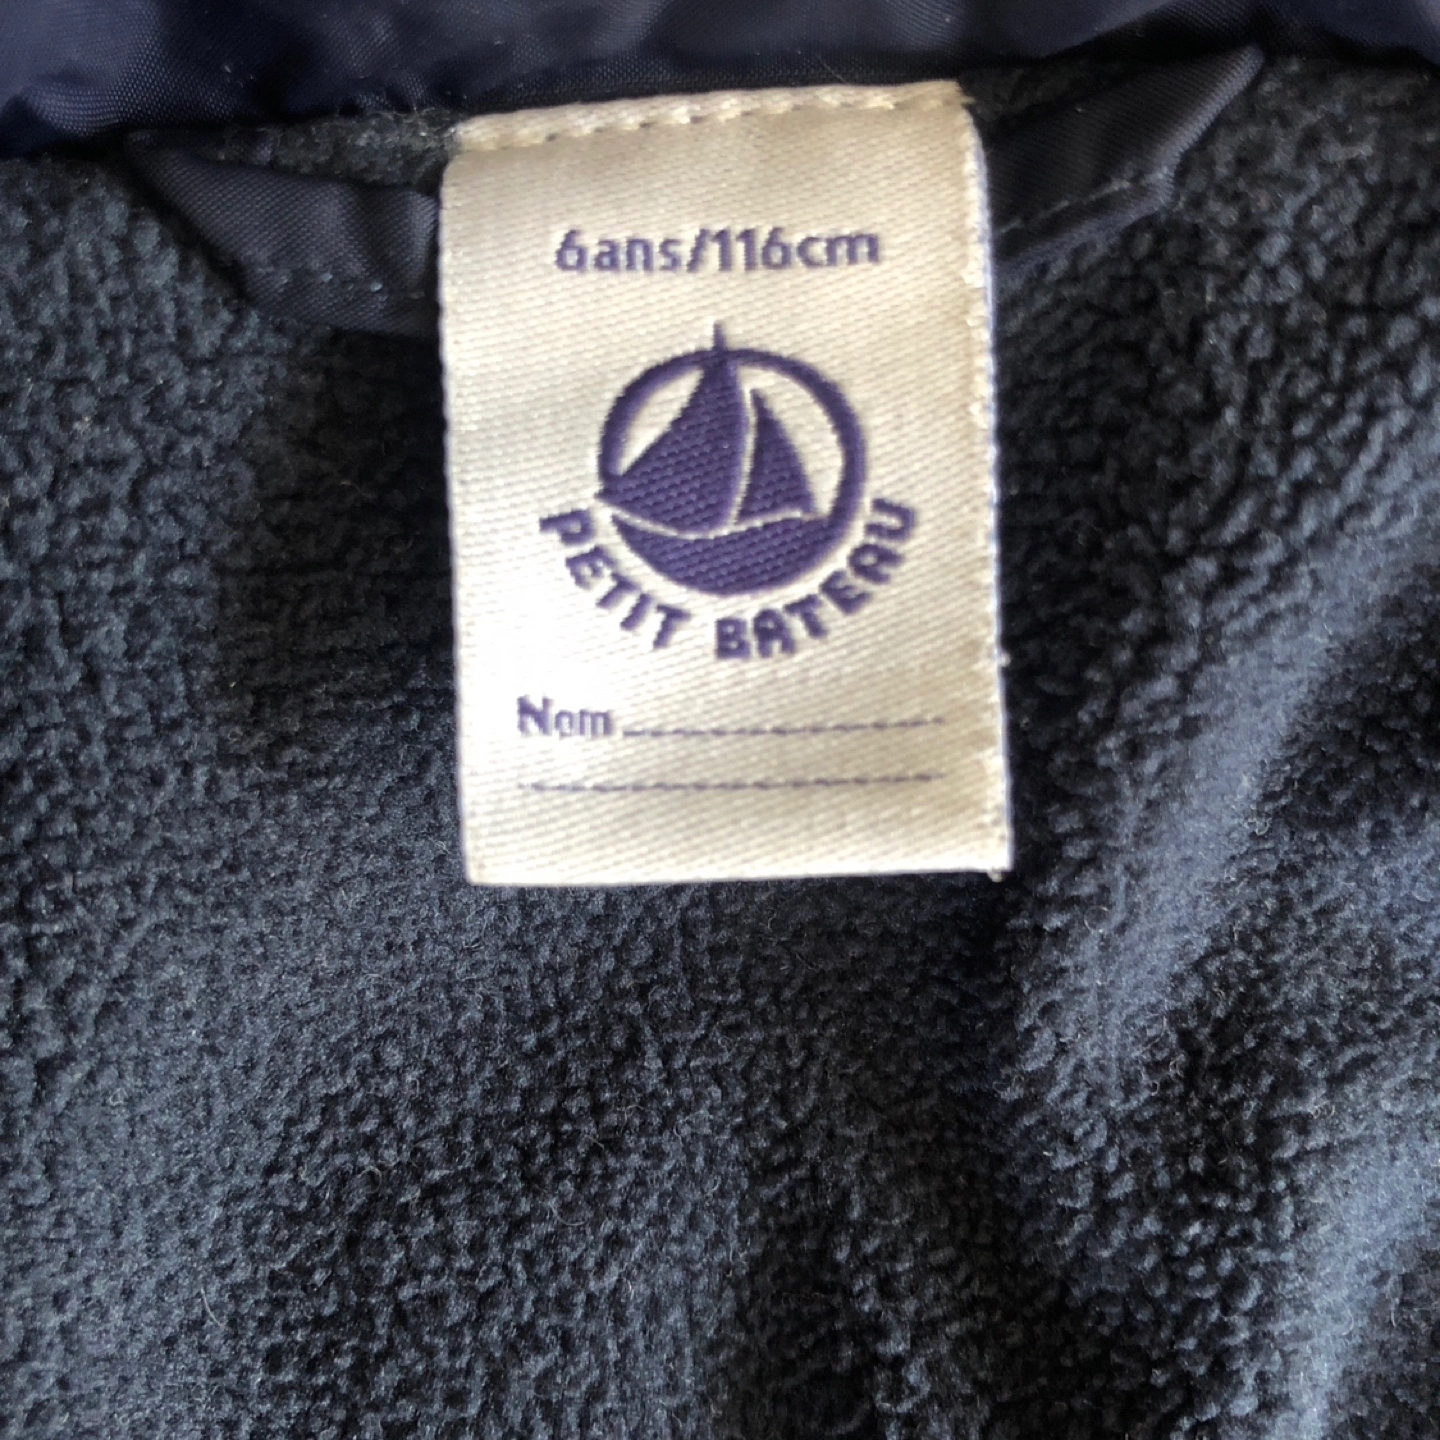 6ans/116cm
PETIT BATEAU
Nom